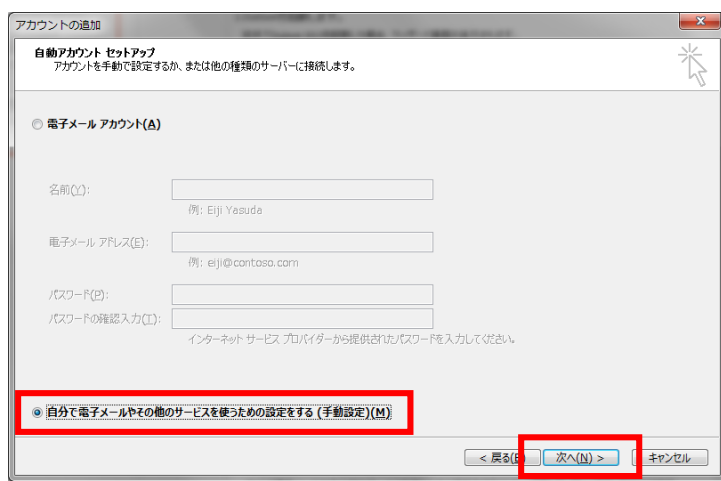 アカウントの追加
自動アカウント セットアップ
アカウントを手動で設定するか、または他の種類のサーバーに接続します。
電子メール アカウント(A)
名前(Y):
例: Eiji Yasuda
電子メール アドレス(E):
例: eiji@contoso.com
パスワード(P):
パスワードの確認入力(T):
インターネット サービス プロバイダーから提供されたパスワードを入力してください。
自分で電子メールやその他のサービスを使うための設定をする (手動設定)(M)
< 戻る(B) 次へ(N) > キャンセル